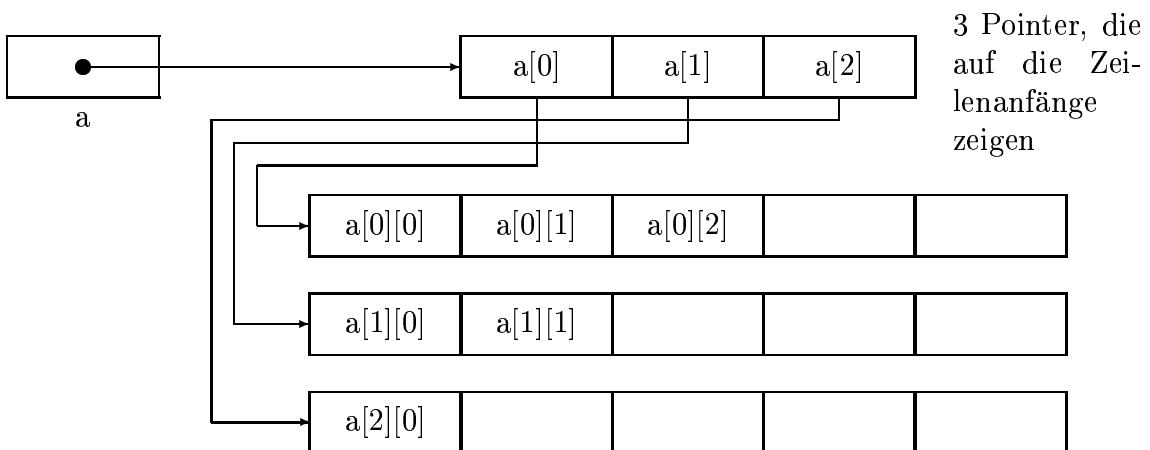 3 Pointer, die
auf die Zei-
lenanfänge
zeigen
a[0] a[1] a[2]
a
a[0][0] a[0][1] a[0][2]
a[1][0] a[1][1]
a[2][0]